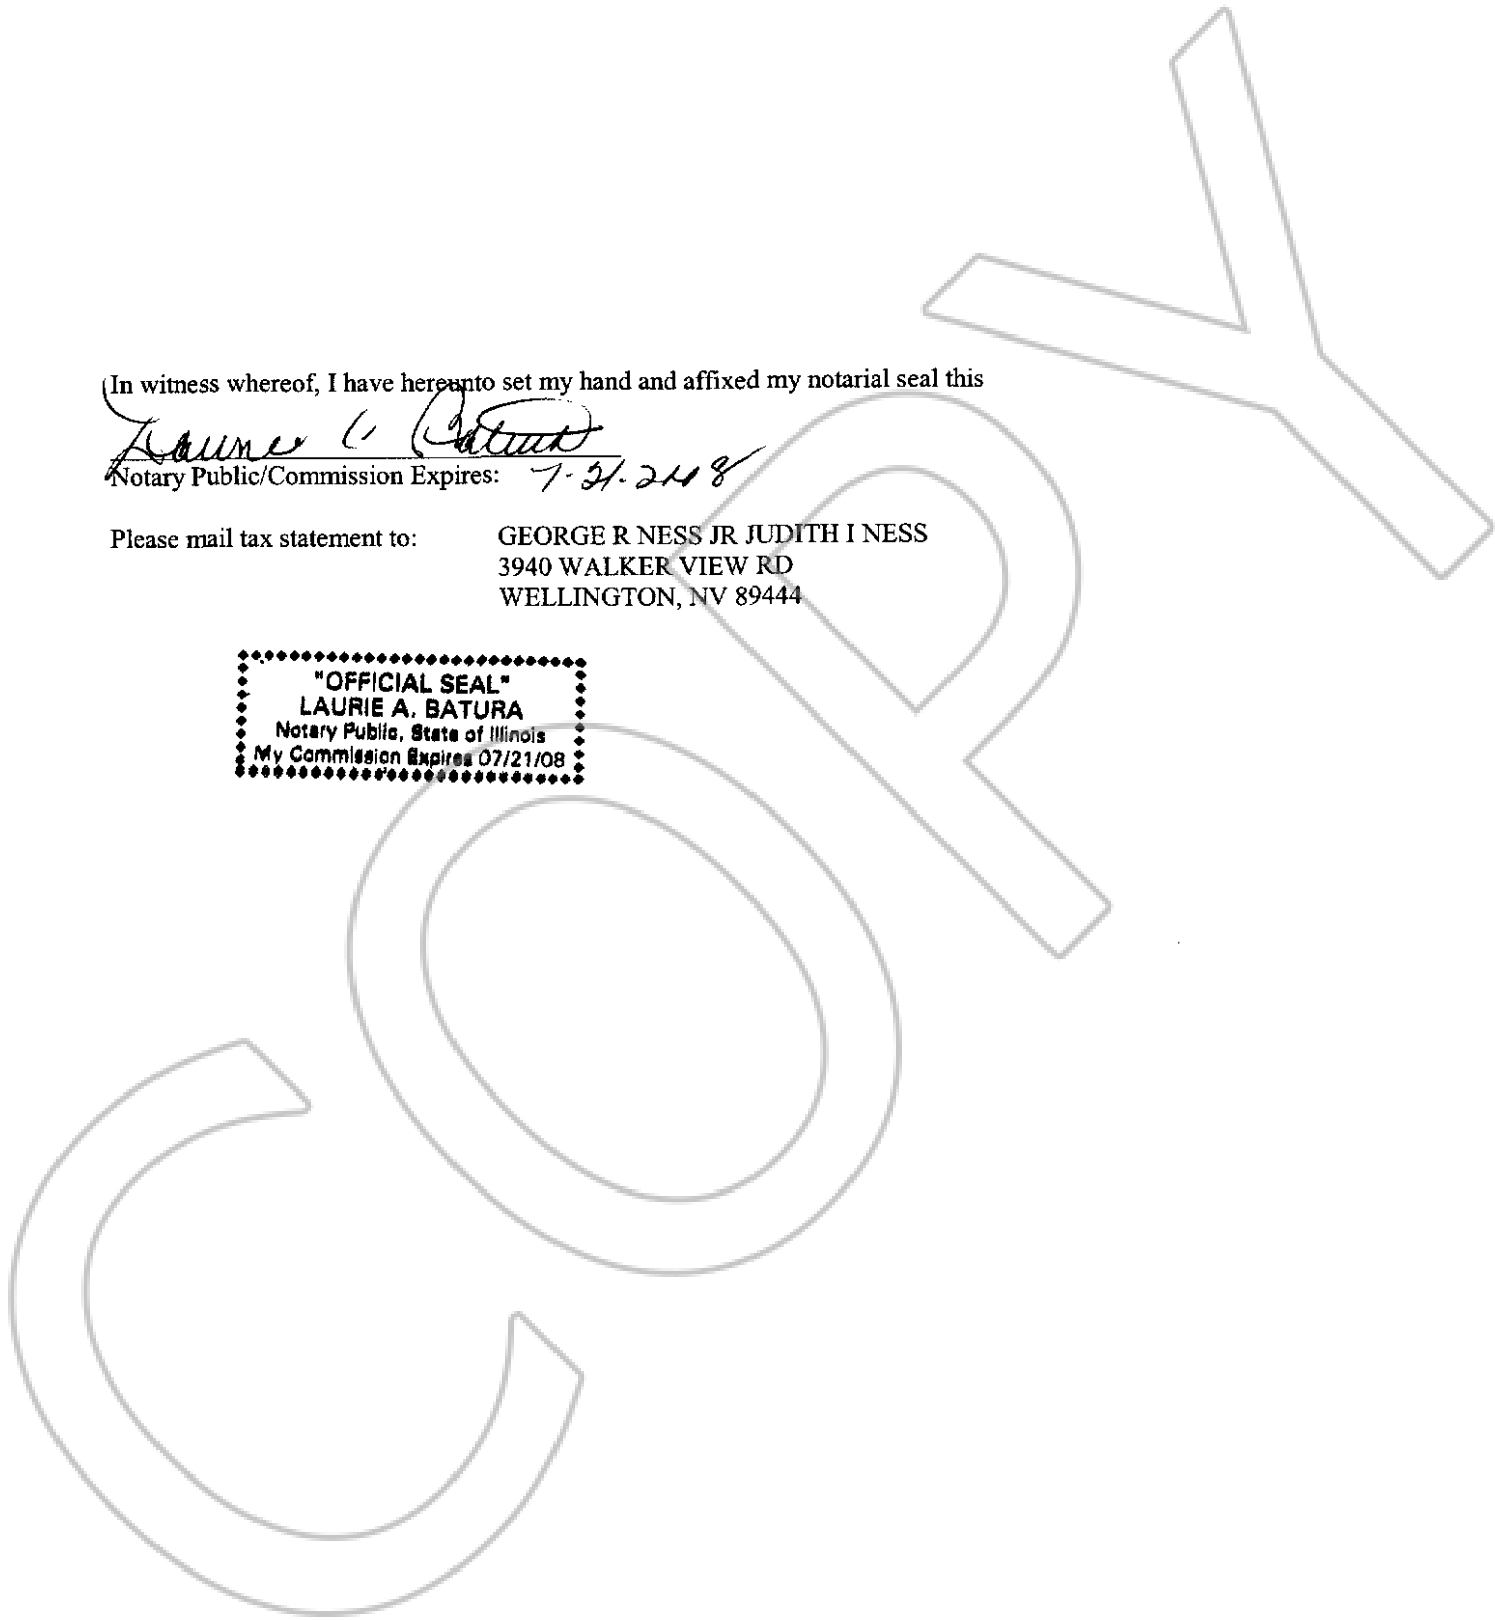 In witness whereof, I have hereunto set my hand and affixed my notarial seal this
Laurie A. Batura
Notary Public/Commission Expires: 7-21-2008
Please mail tax statement to: GEORGE R NESS JR JUDITH I NESS
3940 WALKER VIEW RD
WELLINGTON, NV 89444
"OFFICIAL SEAL"
LAURIE A. BATURA
Notary Public, State of Illinois
My Commission Expires 07/21/08
COPY